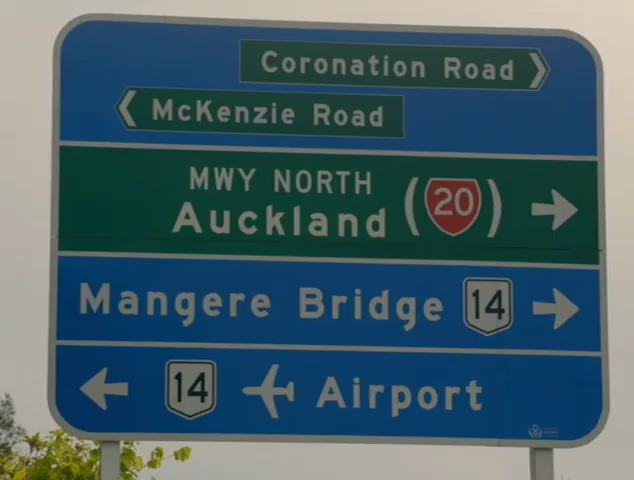 Coronation Road
McKenzie Road
MWY NORTH
Auckland (20)
Mangere Bridge 14
14 Airport